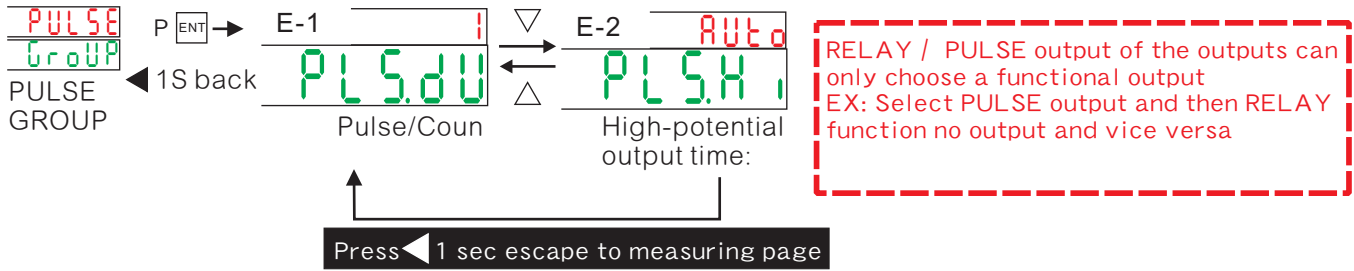 PULSE
GroUP
PULSE
GROUP
P ENT
1S back
E-1
1
PLS.dU
Pulse/Coun
E-2
AUto
PLS.Hi
High-potential
output time:
Press 1 sec escape to measuring page
RELAY / PULSE output of the outputs can
only choose a functional output
EX: Select PULSE output and then RELAY
function no output and vice versa